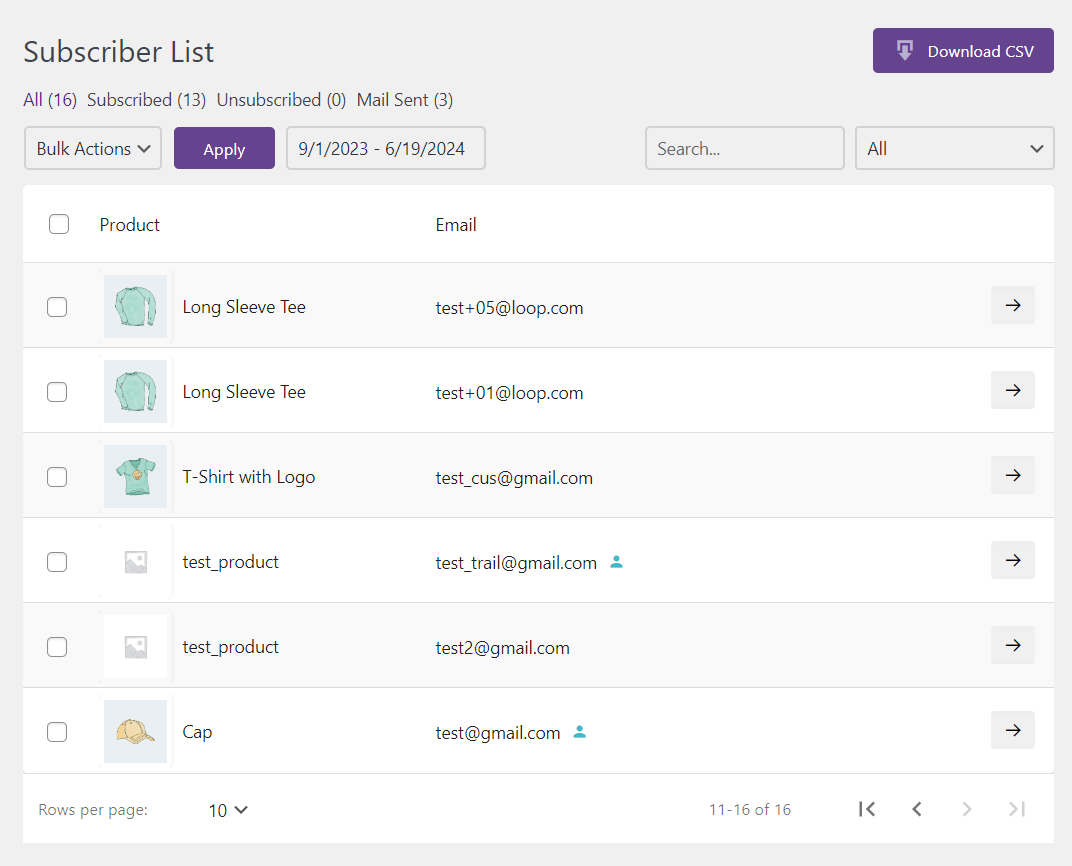 Subscriber List
Download CSV
All (16) Subscribed (13) Unsubscribed (0) Mail Sent (3)
Bulk Actions Apply 9/1/2023 - 6/19/2024 Search... All
Product Email
Long Sleeve Tee test+05@loop.com
Long Sleeve Tee test+01@loop.com
T-Shirt with Logo test_cus@gmail.com
test_product test_trail@gmail.com
test_product test2@gmail.com
Cap test@gmail.com
Rows per page: 10 11-16 of 16